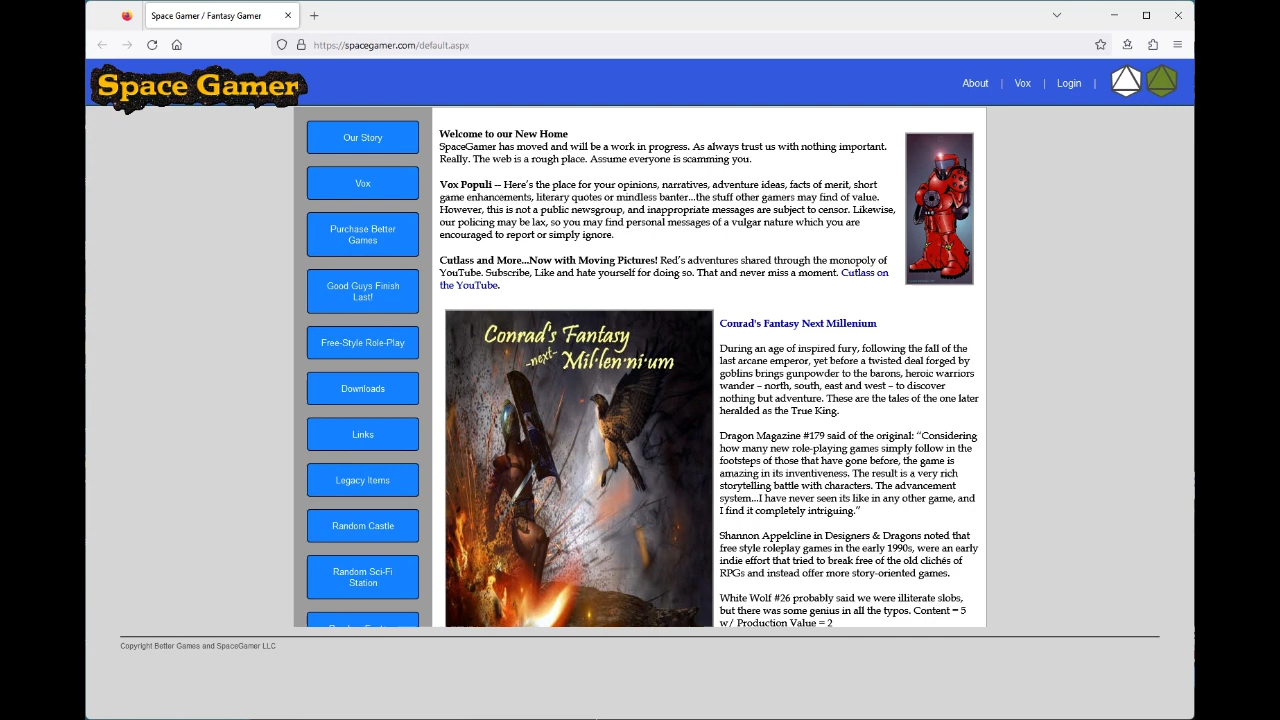 Space Gamer / Fantasy Gamer
https://spacegamer.com/default.aspx
Space Gamer
About | Vox | Login |
Our Story
Vox
Purchase Better
Games
Good Guys Finish
Last!
Free-Style Role-Play
Downloads
Links
Legacy Items
Random Castle
Random Sci-Fi
Station
Welcome to our New Home
SpaceGamer has moved and will be a work in progress. As always trust us with nothing important.
Really. The web is a rough place. Assume everyone is scamming you.
Vox Populi -- Here's the place for your opinions, narratives, adventure ideas, facts of merit, short
game enhancements, literary quotes or mindless banter...the stuff other gamers may find of value.
However, this is not a public newsgroup, and inappropriate messages are subject to censor. Likewise,
our policing may be lax, so you may find personal messages of a vulgar nature which you are
encouraged to report or simply ignore.
Cutlass and More...Now with Moving Pictures! Red's adventures shared through the monopoly of
YouTube. Subscribe, Like and hate yourself for doing so. That and never miss a moment. Cutlass on
the YouTube.
Conrad's Fantasy
-next- Mil·len·ni·um
Conrad's Fantasy Next Millenium
During an age of inspired fury, following the fall of the
last arcane emperor, yet before a twisted deal forged by
goblins brings gunpowder to the barons, heroic warriors
wander – north, south, east and west – to discover
nothing but adventure. These are the tales of the one later
heralded as the True King.
Dragon Magazine #179 said of the original: “Considering
how many new role-playing games simply follow in the
footsteps of those that have gone before, the game is
amazing in its inventiveness. The result is a very rich
storytelling battle with characters. The advancement
system...I have never seen its like in any other game, and
I find it completely intriguing.”
Shannon Appelcline in Designers & Dragons noted that
free style roleplay games in the early 1990s, were an early
indie effort that tried to break free of the old clichés of
RPGs and instead offer more story-oriented games.
White Wolf #26 probably said we were illiterate slobs,
but there was some genius in all the typos. Content = 5
w/ Production Value = 2
Copyright Better Games and SpaceGamer LLC